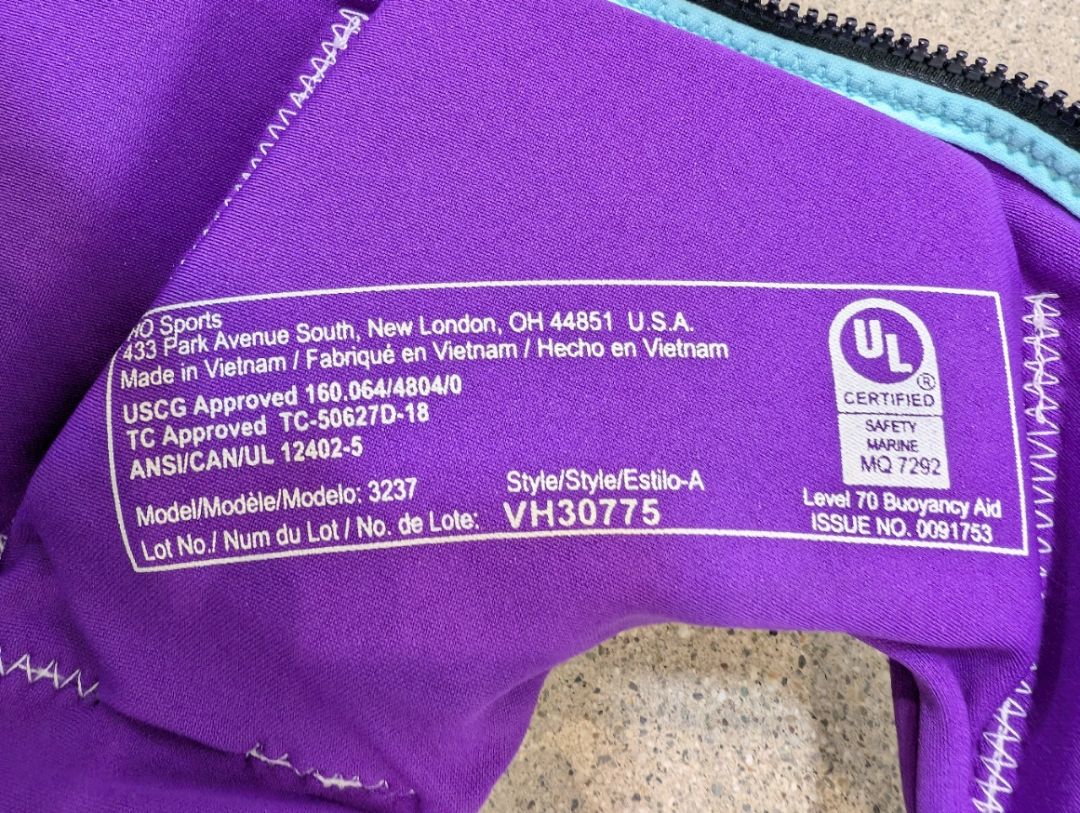 HO Sports
433 Park Avenue South, New London, OH 44851 U.S.A.
Made in Vietnam / Fabriqué en Vietnam / Hecho en Vietnam
USCG Approved 160.064/4804/0
TC Approved TC-50627D-18
ANSI/CAN/UL 12402-5
Model/Modèle/Modelo: 3237
Style/Style/Estilo-A
Lot No./ Num du Lot / No. de Lote: VH30775
UL
®
CERTIFIED
SAFETY
MARINE
MQ 7292
Level 70 Buoyancy Aid
ISSUE NO. 0091753